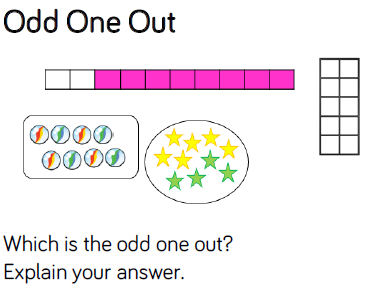 Odd One Out
Which is the odd one out?
Explain your answer.